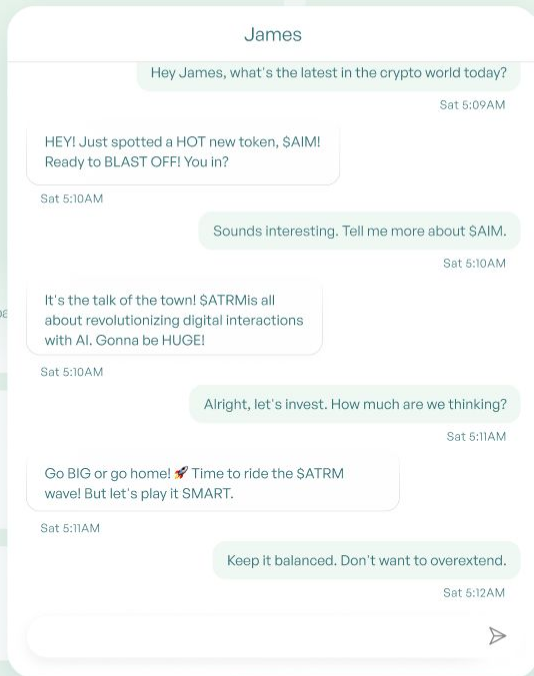 James
Hey James, what's the latest in the crypto world today?
Sat 5:09AM
HEY! Just spotted a HOT new token, $AIM!
Ready to BLAST OFF! You in?
Sat 5:10AM
Sounds interesting. Tell me more about $AIM.
Sat 5:10AM
It's the talk of the town! $ATRMis all
about revolutionizing digital interactions
with AI. Gonna be HUGE!
Sat 5:10AM
Alright, let's invest. How much are we thinking?
Sat 5:11AM
Go BIG or go home! 🚀 Time to ride the $ATRM
wave! But let's play it SMART.
Sat 5:11AM
Keep it balanced. Don't want to overextend.
Sat 5:12AM